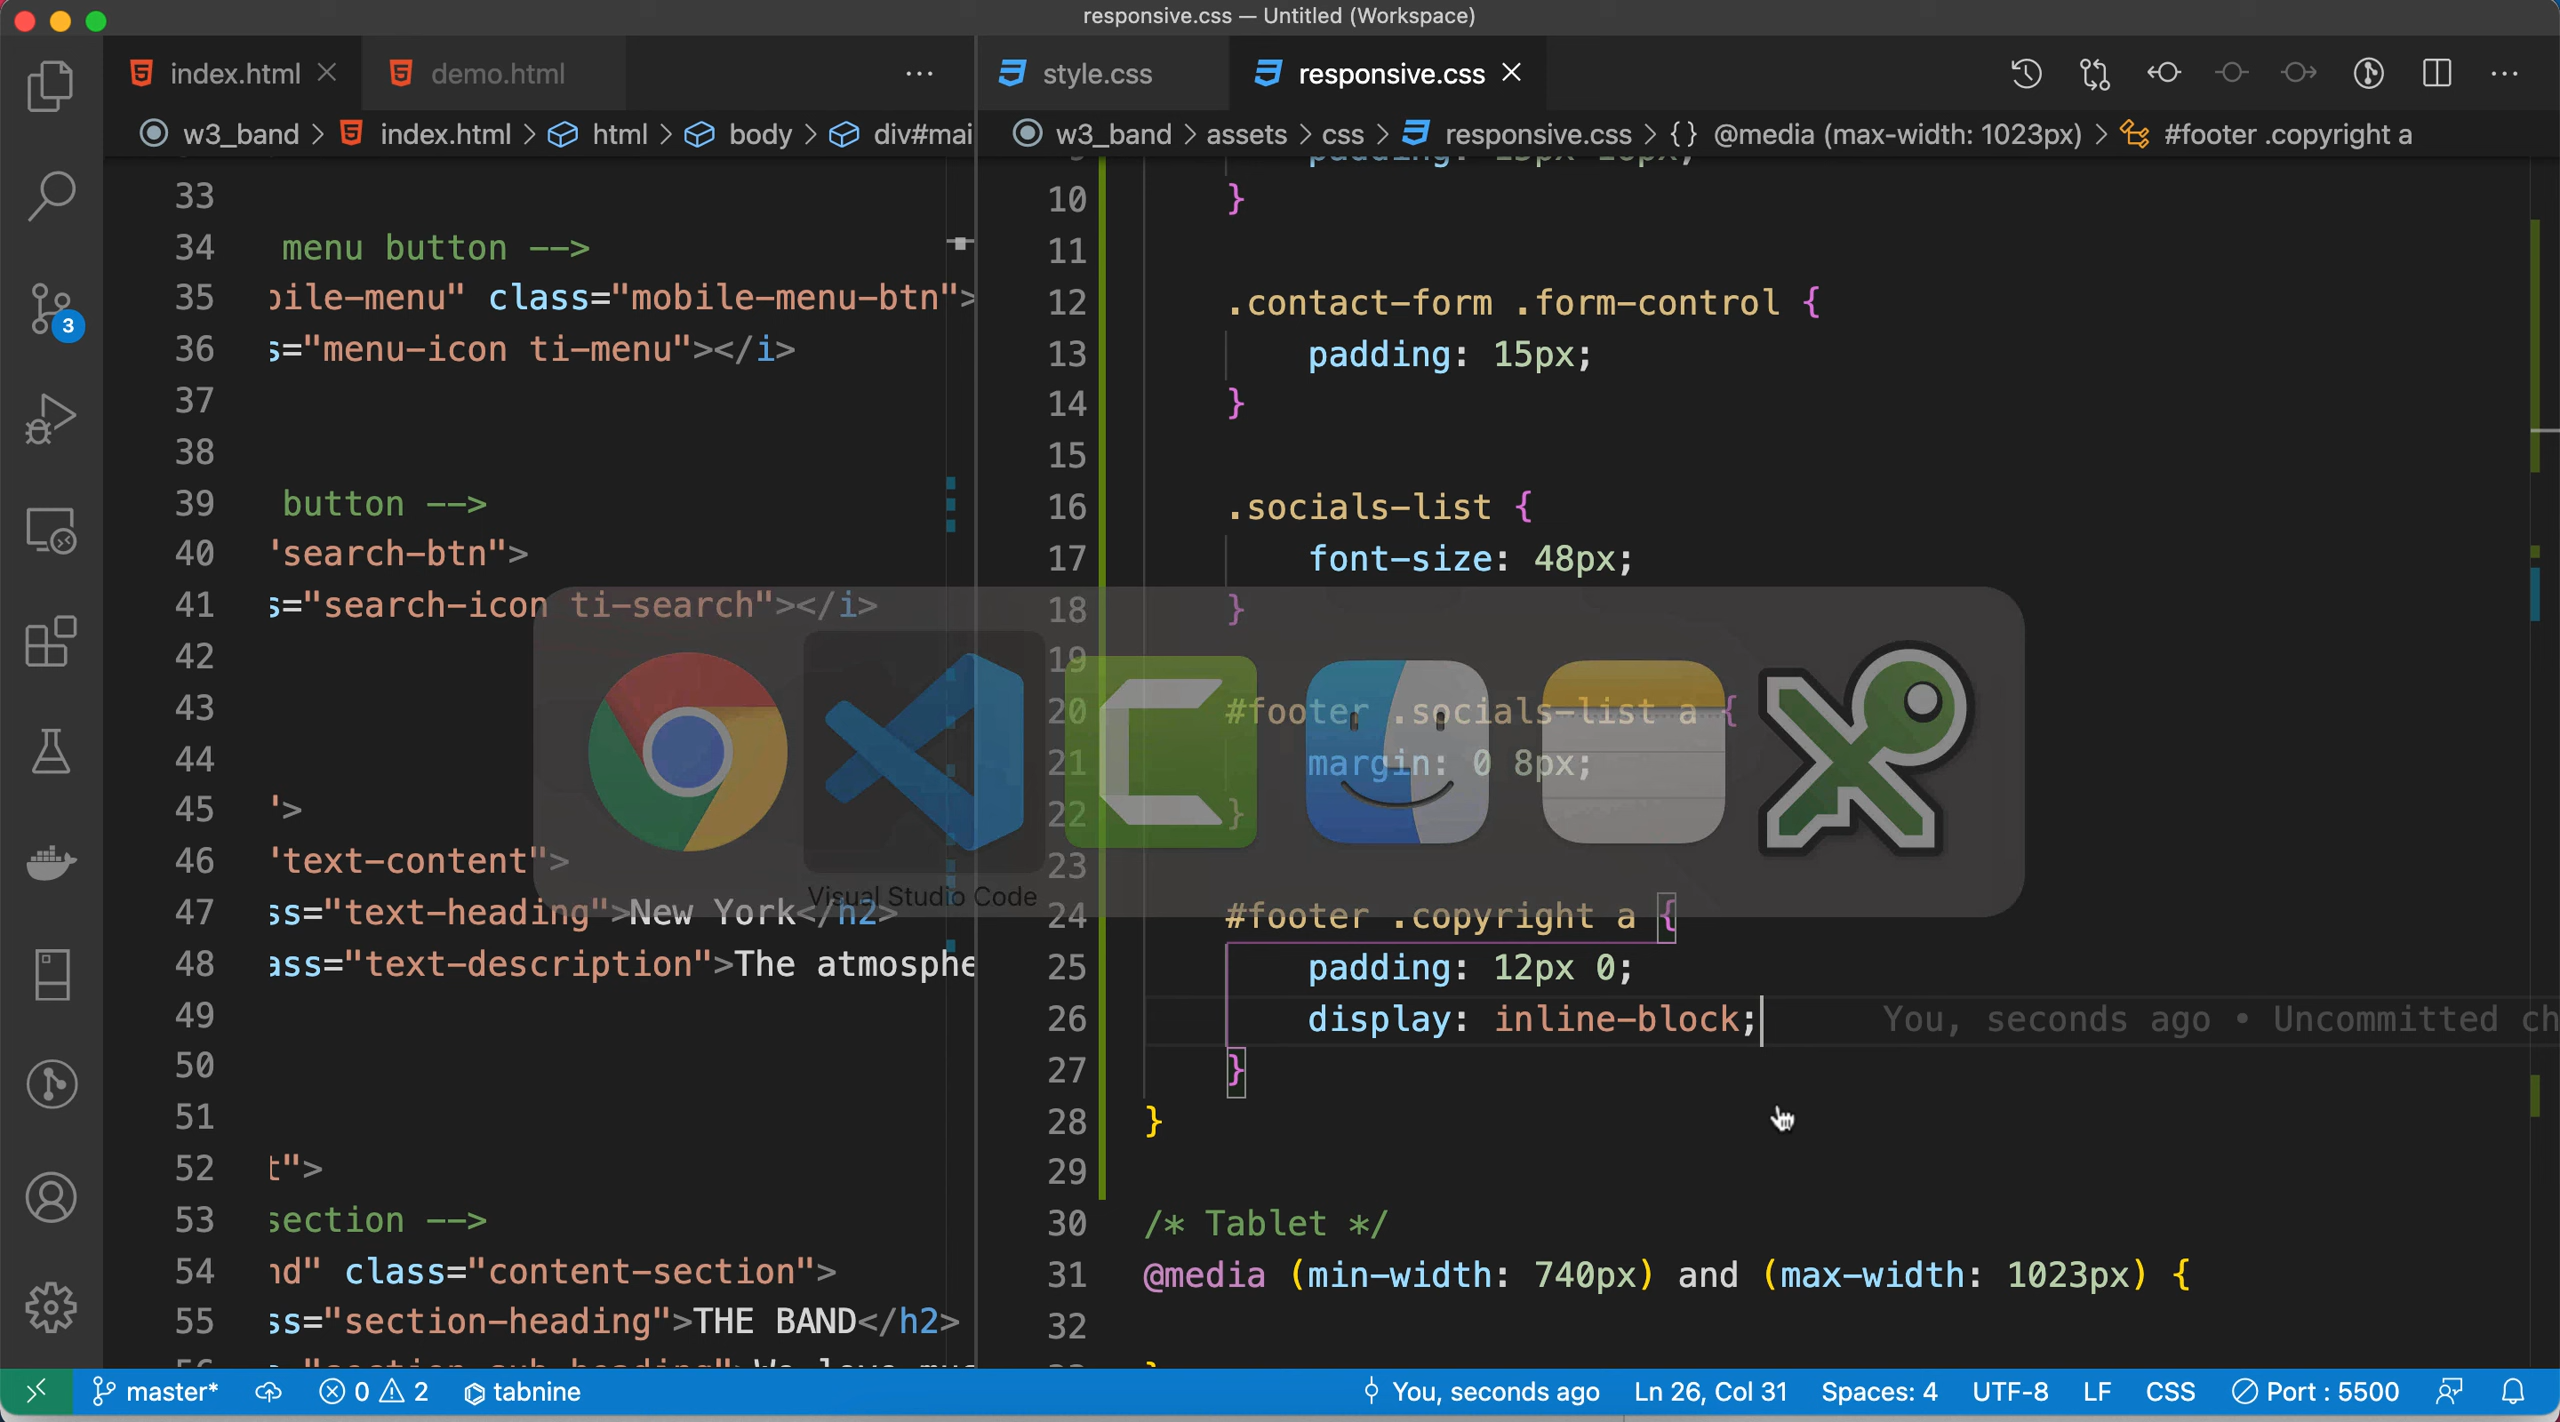 responsive.css — Untitled (Workspace)
index.html
demo.html
style.css
responsive.css
w3_band > index.html > html > body > div#mai
w3_band > assets > css > responsive.css > {} @media (max-width: 1023px) > #footer .copyright a
33
34 menu button -->
35 bile-menu" class="mobile-menu-btn">
36 s="menu-icon ti-menu"></i>
37
38
39 button -->
40 "search-btn">
41 s="search-icon ti-search"></i>
42
43
44
45 ">
46 "text-content">
47 ss="text-heading">New York</h2>
48 ass="text-description">The atmosphe
49
50
51
52 t">
53 section -->
54 nd" class="content-section">
55 ss="section-heading">THE BAND</h2>
10 }
11
12 .contact-form .form-control {
13 padding: 15px;
14 }
15
16 .socials-list {
17 font-size: 48px;
18 }
19
20 #footer .socials-list a {
21 margin: 0 8px;
22 }
23
24 #footer .copyright a {
25 padding: 12px 0;
26 display: inline-block; You, seconds ago • Uncommitted ch
27 }
28 }
29
30 /* Tablet */
31 @media (min-width: 740px) and (max-width: 1023px) {
32
Visual Studio Code
3
master* 0 2 tabnine
You, seconds ago Ln 26, Col 31 Spaces: 4 UTF-8 LF CSS Port : 5500